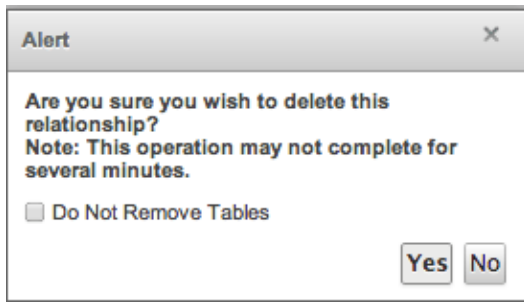 Alert
Are you sure you wish to delete this
relationship?
Note: This operation may not complete for
several minutes.
Do Not Remove Tables
Yes No